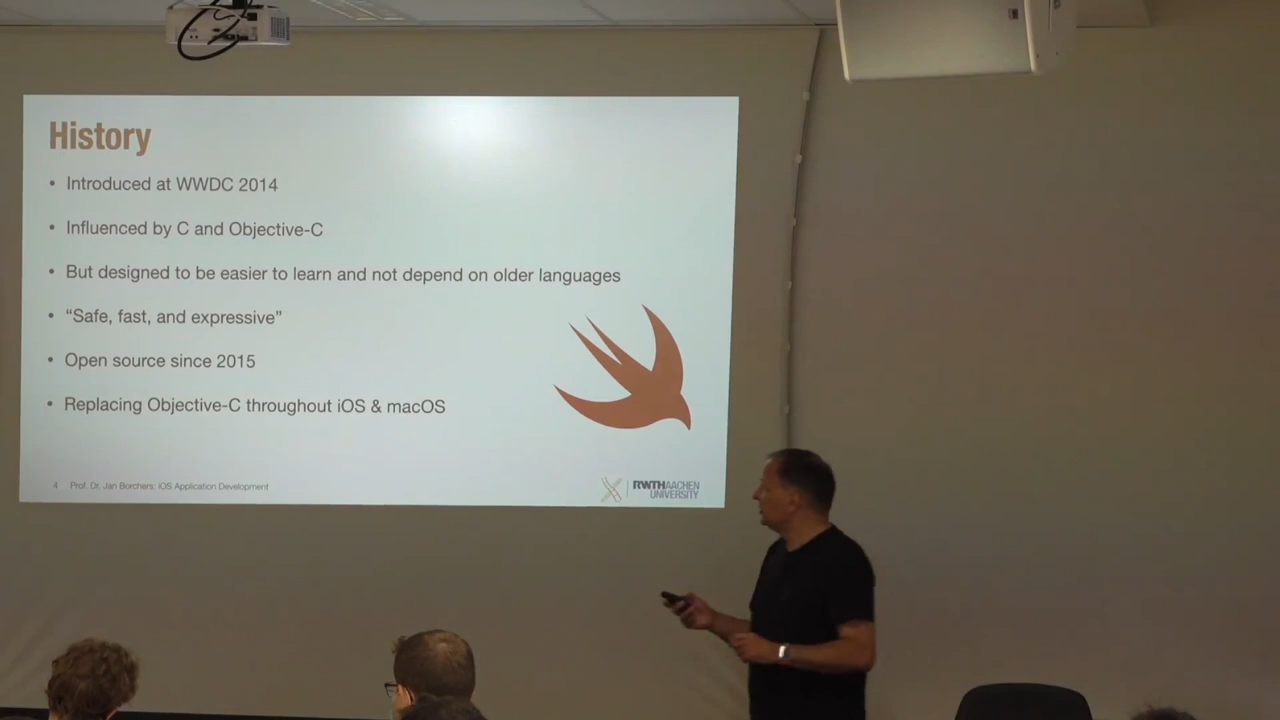 History
• Introduced at WWDC 2014
• Influenced by C and Objective-C
• But designed to be easier to learn and not depend on older languages
• “Safe, fast, and expressive”
• Open source since 2015
• Replacing Objective-C throughout iOS & macOS
4 Prof. Dr. Jan Borchers: iOS Application Development
RWTHAACHEN
UNIVERSITY